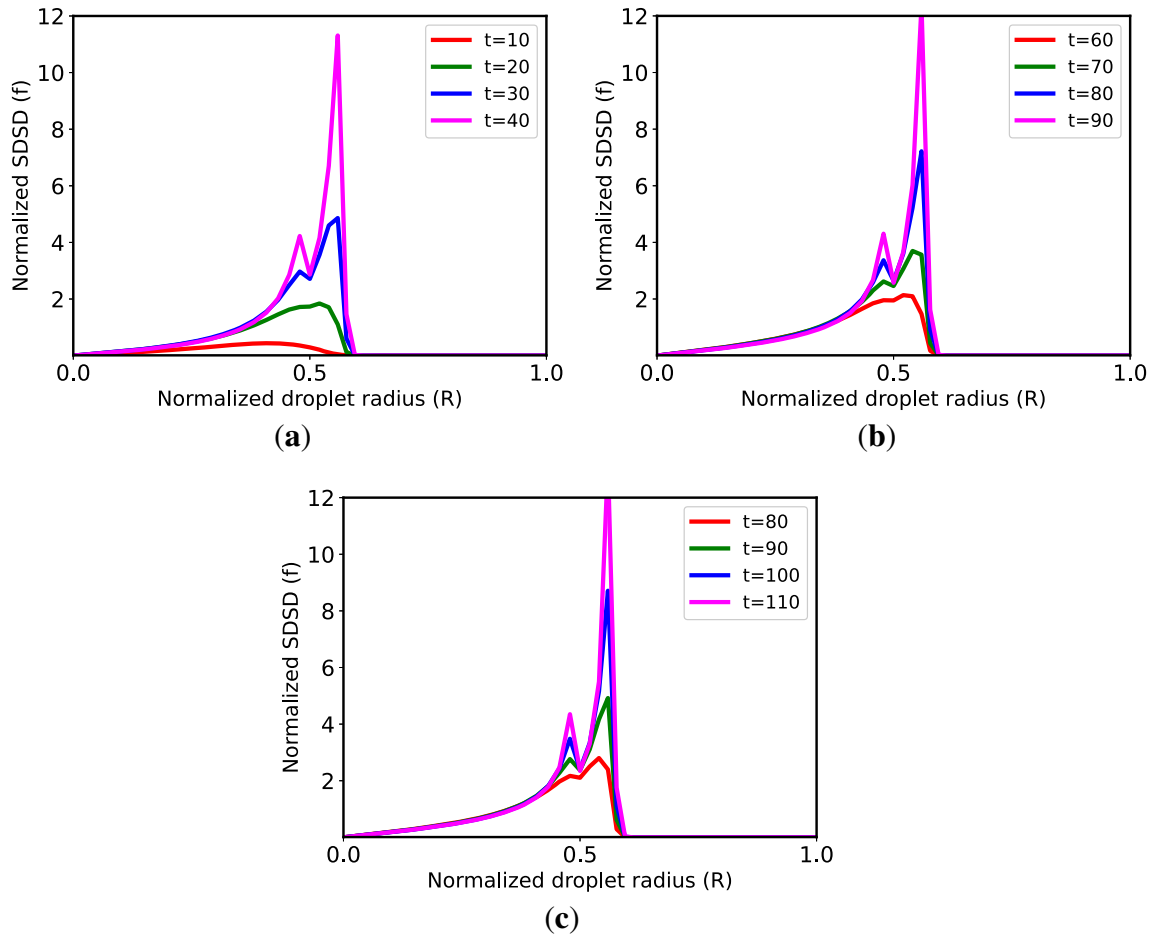 12
10
8
6
4
2
Normalized SDSD (f)
t=10
t=20
t=30
t=40
0.0 0.5 1.0
Normalized droplet radius (R)
(a)
12
10
8
6
4
2
Normalized SDSD (f)
t=60
t=70
t=80
t=90
0.0 0.5 1.0
Normalized droplet radius (R)
(b)
12
10
8
6
4
2
Normalized SDSD (f)
t=80
t=90
t=100
t=110
0.0 0.5 1.0
Normalized droplet radius (R)
(c)